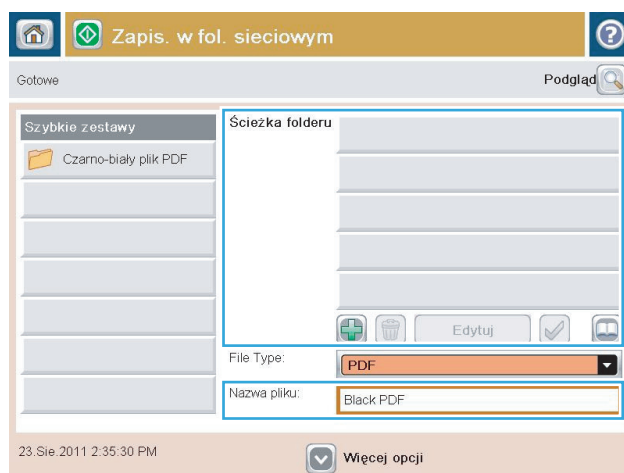 Zapis. w fol. sieciowym
Gotowe
Podgląd
Szybkie zestawy
Czarno-biały plik PDF
Ścieżka folderu
Edytuj
File Type:
PDF
Nazwa pliku:
Black PDF
23.Sie.2011 2:35:30 PM
Więcej opcji